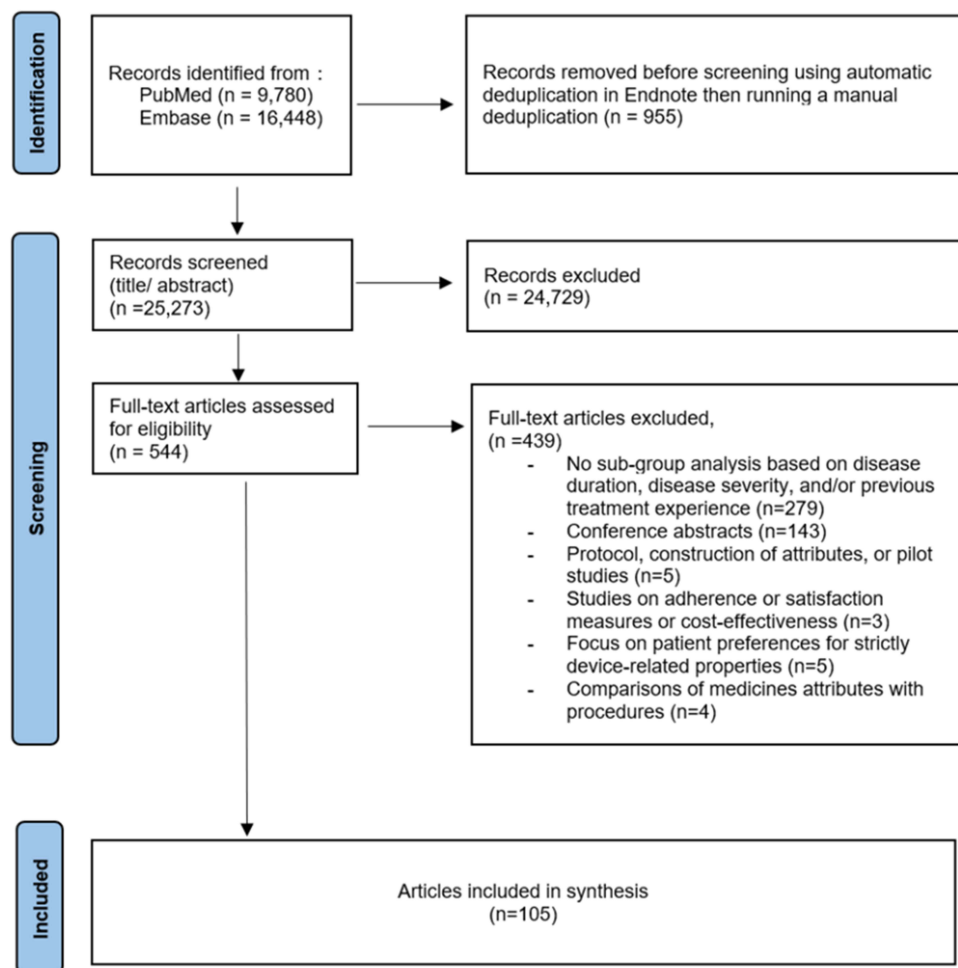 Identification
Records identified from :
PubMed (n = 9,780)
Embase (n = 16,448)
Records removed before screening using automatic
deduplication in Endnote then running a manual
deduplication (n = 955)
Screening
Records screened
(title/ abstract)
(n =25,273)
Records excluded
(n = 24,729)
Full-text articles assessed
for eligibility
(n = 544)
Full-text articles excluded,
(n =439)
- No sub-group analysis based on disease
duration, disease severity, and/or previous
treatment experience (n=279)
- Conference abstracts (n=143)
- Protocol, construction of attributes, or pilot
studies (n=5)
- Studies on adherence or satisfaction
measures or cost-effectiveness (n=3)
- Focus on patient preferences for strictly
device-related properties (n=5)
- Comparisons of medicines attributes with
procedures (n=4)
Included
Articles included in synthesis
(n=105)